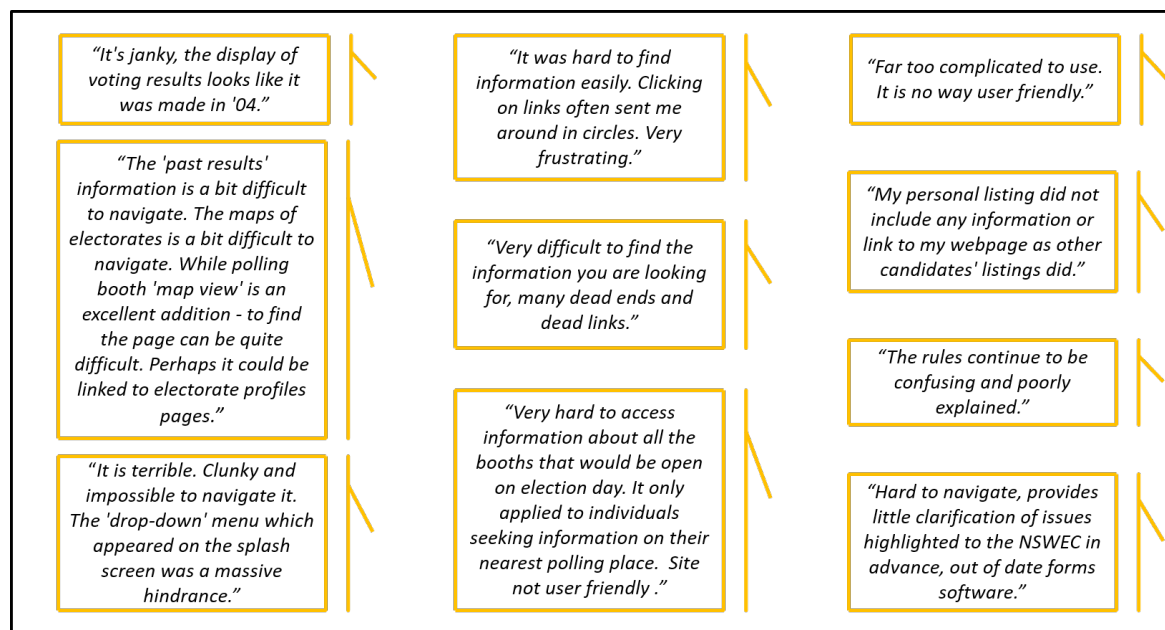 “It's janky, the display of
voting results looks like it
was made in '04.”
“The 'past results'
information is a bit difficult
to navigate. The maps of
electorates is a bit difficult to
navigate. While polling
booth 'map view' is an
excellent addition - to find
the page can be quite
difficult. Perhaps it could be
linked to electorate profiles
pages.”
“It is terrible. Clunky and
impossible to navigate it.
The 'drop-down' menu which
appeared on the splash
screen was a massive
hindrance.”
“It was hard to find
information easily. Clicking
on links often sent me
around in circles. Very
frustrating.”
“Very difficult to find the
information you are looking
for, many dead ends and
dead links.”
“Very hard to access
information about all the
booths that would be open
on election day. It only
applied to individuals
seeking information on their
nearest polling place.  Site
not user friendly .”
“Far too complicated to use.
It is no way user friendly.”
“My personal listing did not
include any information or
link to my webpage as other
candidates' listings did.”
“The rules continue to be
confusing and poorly
explained.”
“Hard to navigate, provides
little clarification of issues
highlighted to the NSWEC in
advance, out of date forms
software.”